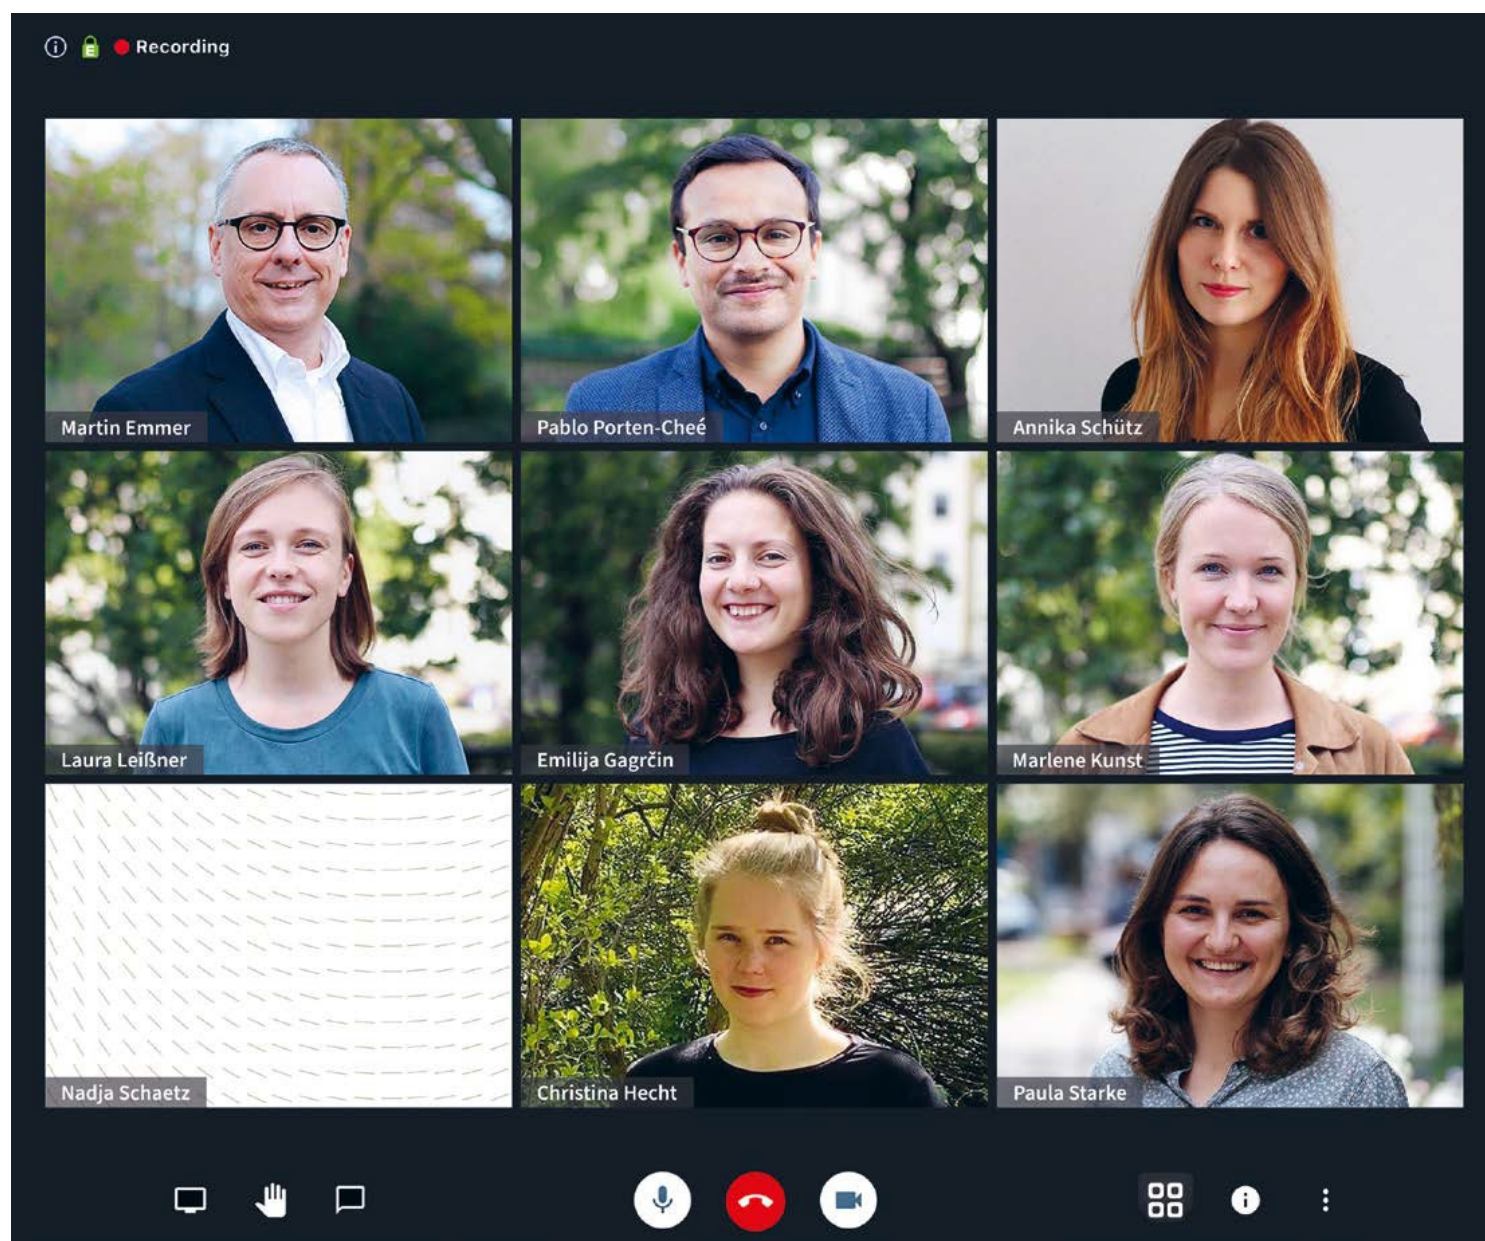 Recording
Martin Emmer
Pablo Porten-Cheé
Annika Schütz
Laura Leißner
Emilija Gagrčin
Marlene Kunst
Nadja Schaetz
Christina Hecht
Paula Starke